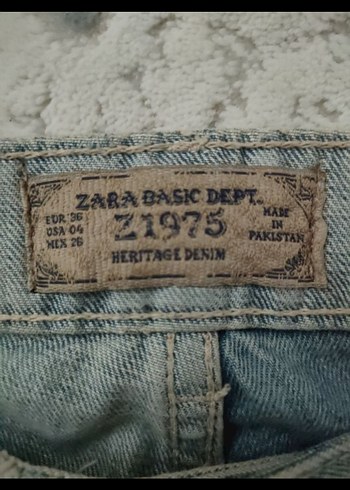 ZARA BASIC DEPT.
EUR 36
USA 04
MEX 26
Z1975
MADE
IN
PAKISTAN
HERITAGE DENIM